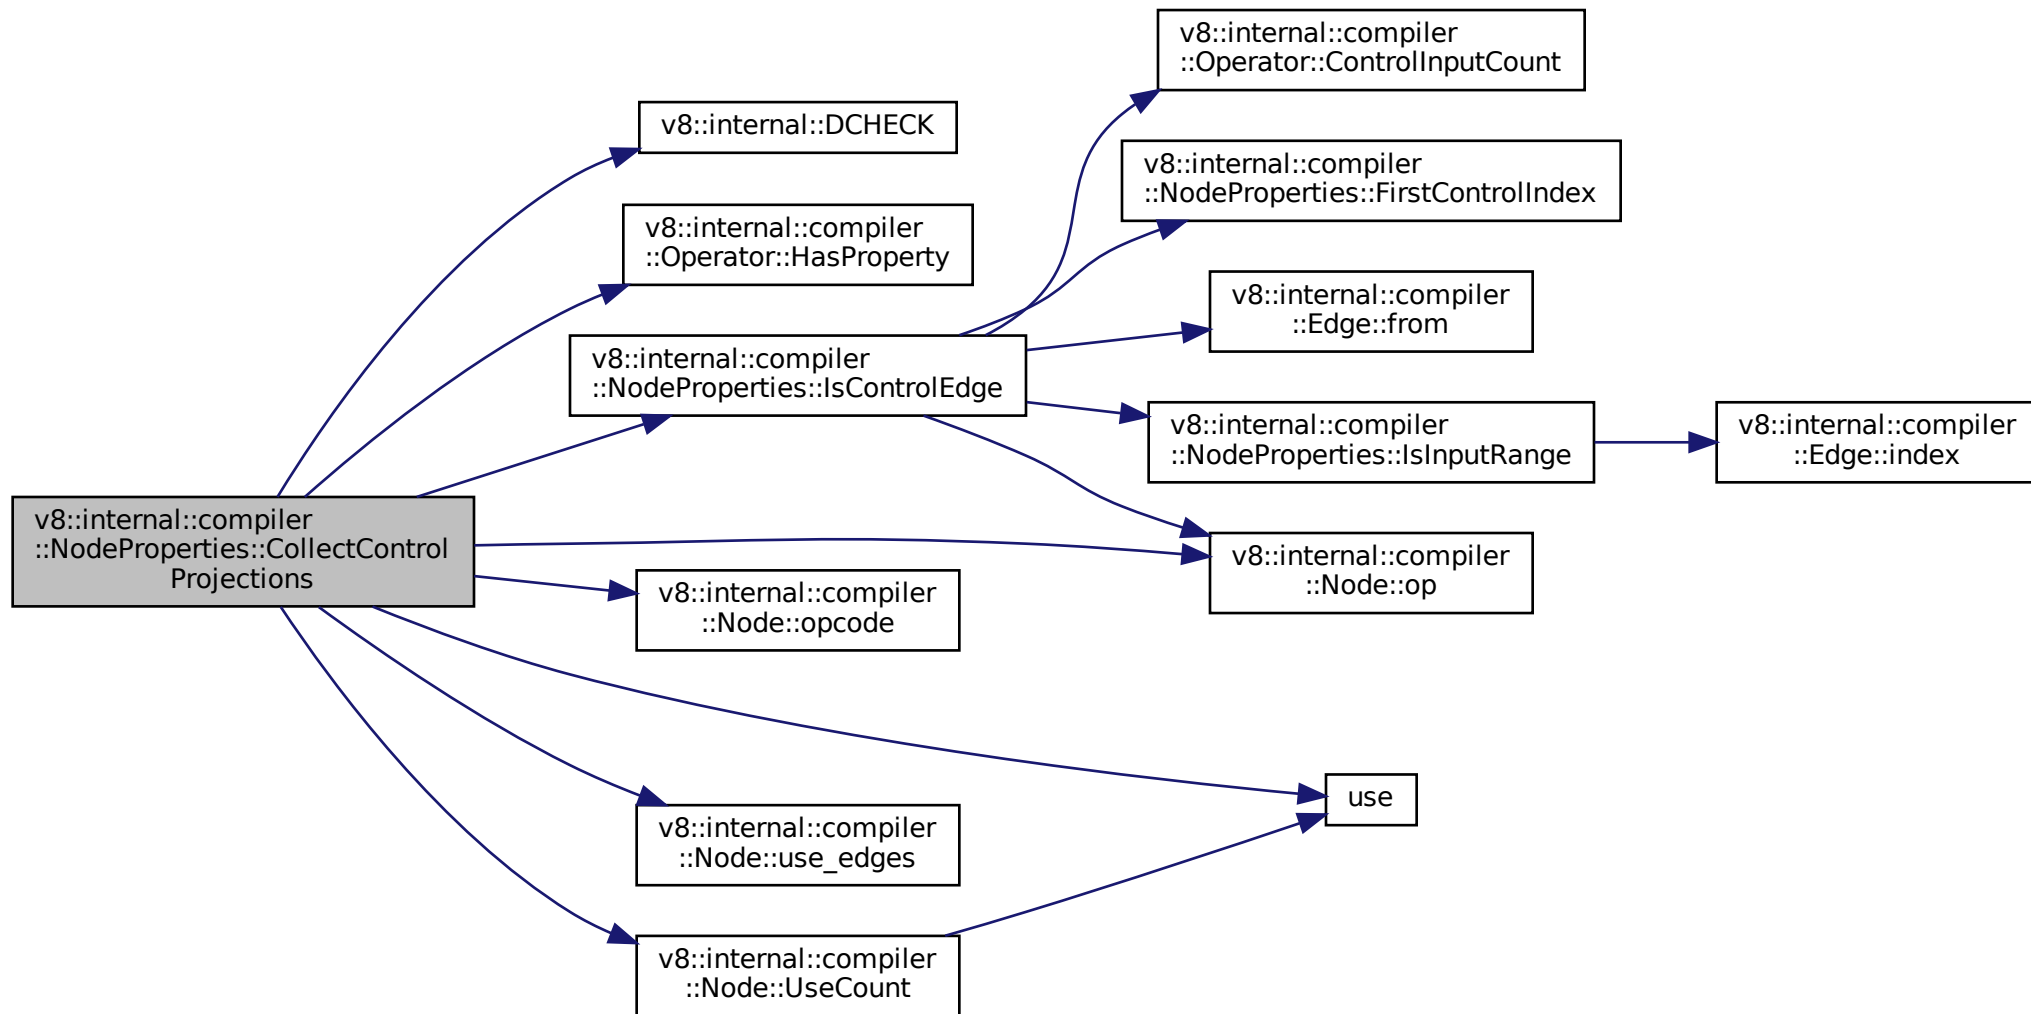 v8::internal::compiler
::NodeProperties::CollectControl
Projections
v8::internal::DCHECK
v8::internal::compiler
::Operator::HasProperty
v8::internal::compiler
::NodeProperties::IsControlEdge
v8::internal::compiler
::Node::opcode
v8::internal::compiler
::Node::use_edges
v8::internal::compiler
::Node::UseCount
v8::internal::compiler
::Operator::ControlInputCount
v8::internal::compiler
::NodeProperties::FirstControlIndex
v8::internal::compiler
::Edge::from
v8::internal::compiler
::NodeProperties::IsInputRange
v8::internal::compiler
::Node::op
use
v8::internal::compiler
::Edge::index